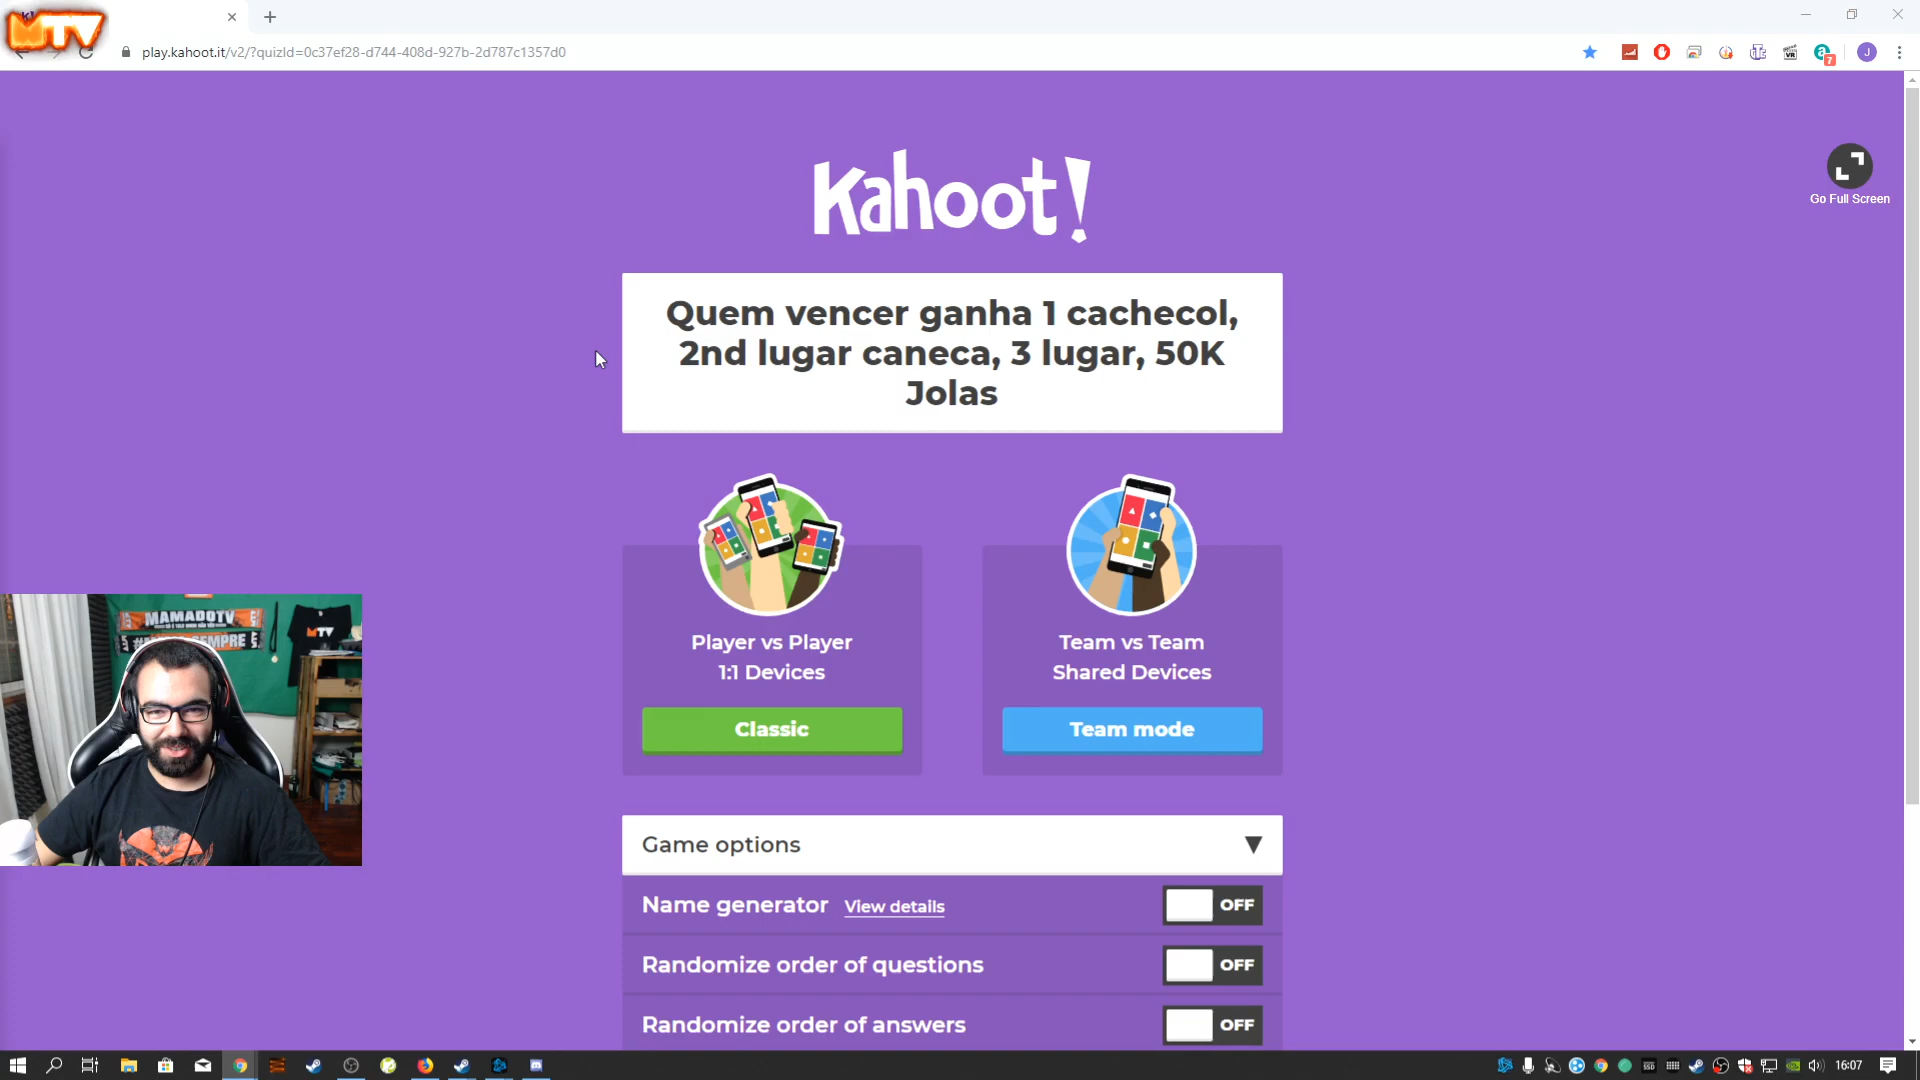 MTV
play.kahoot.it/v2/?quizId=0c37ef28-d744-408d-927b-2d787c1357d0
7
J
Kahoot!
Go Full Screen
Quem vencer ganha 1 cachecol,
2nd lugar caneca, 3 lugar, 50K
Jolas
Player vs Player
1:1 Devices
Team vs Team
Shared Devices
Classic
Team mode
MAMADOTV
MTV
Game options
Name generator View details OFF
Randomize order of questions OFF
Randomize order of answers OFF
16:07